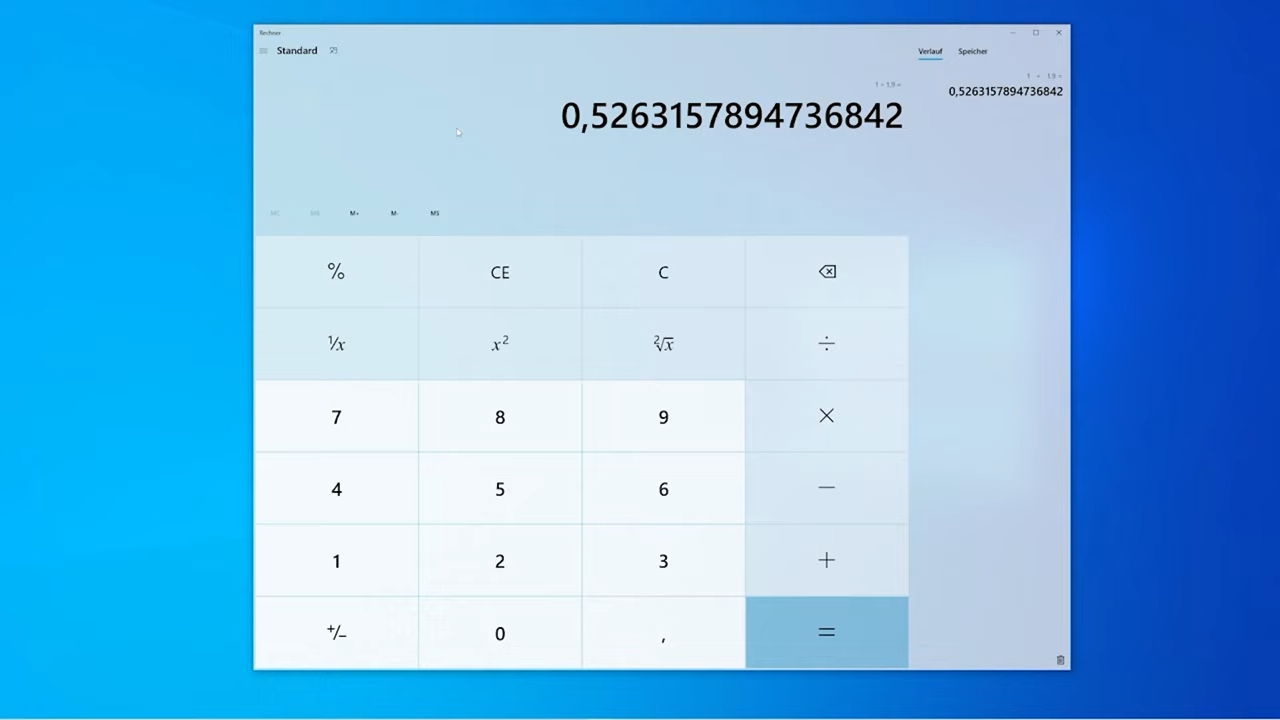 Rechner
Standard
Verlauf Speicher
1 ÷ 1,9 =
0,5263157894736842
1 ÷ 1,9 =
0,5263157894736842
MC MR M+ M- MS
% CE C
¹/x x² ²√x ÷
7 8 9 ×
4 5 6 −
1 2 3 +
+/− 0 , =